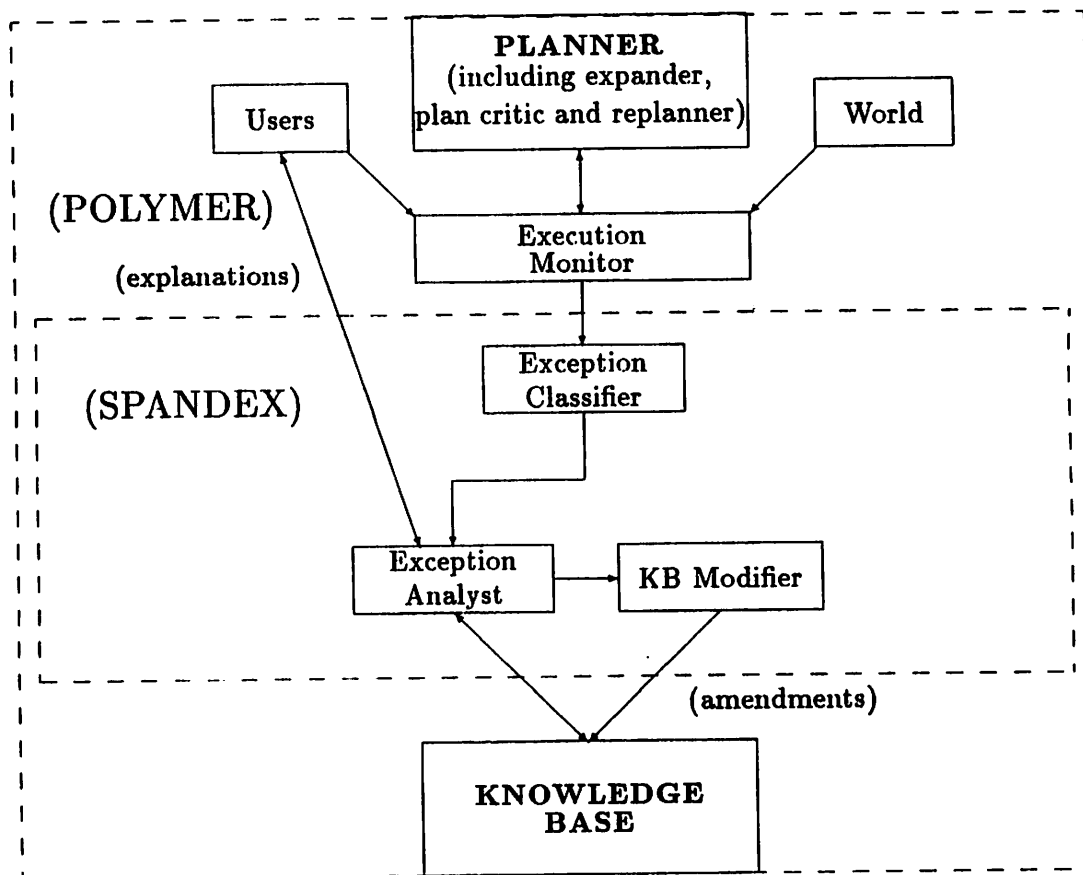 PLANNER
(including expander,
plan critic and replanner)
Users
World
(POLYMER)
Execution
Monitor
(explanations)
Exception
Classifier
(SPANDEX)
Exception
Analyst
KB Modifier
(amendments)
KNOWLEDGE
BASE